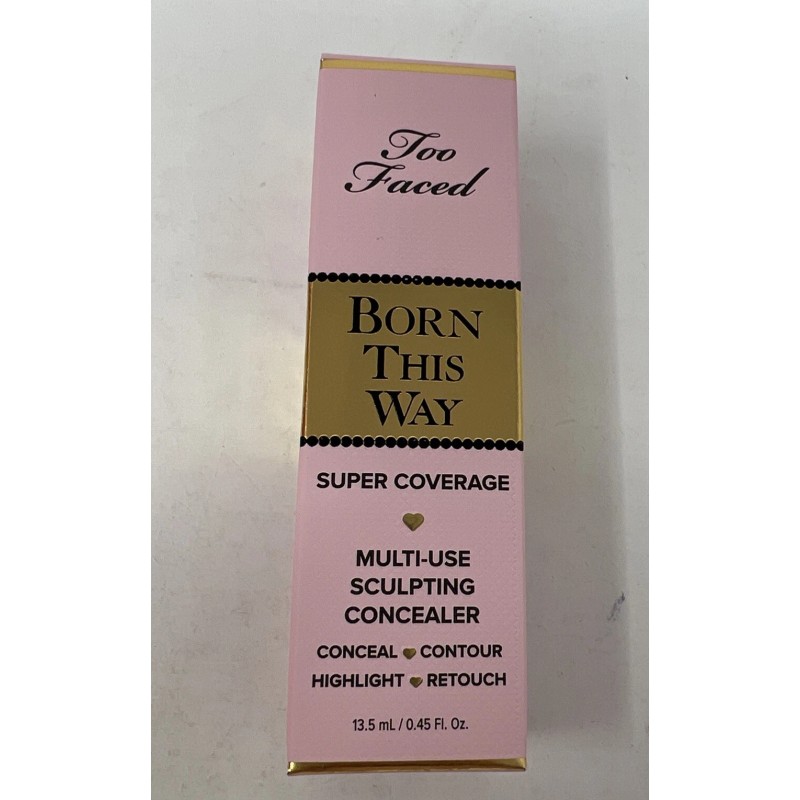 Too
Faced
BORN
THIS
WAY
SUPER COVERAGE
MULTI-USE
SCULPTING
CONCEALER
CONCEAL CONTOUR
HIGHLIGHT RETOUCH
13.5 mL / 0.45 Fl. Oz.